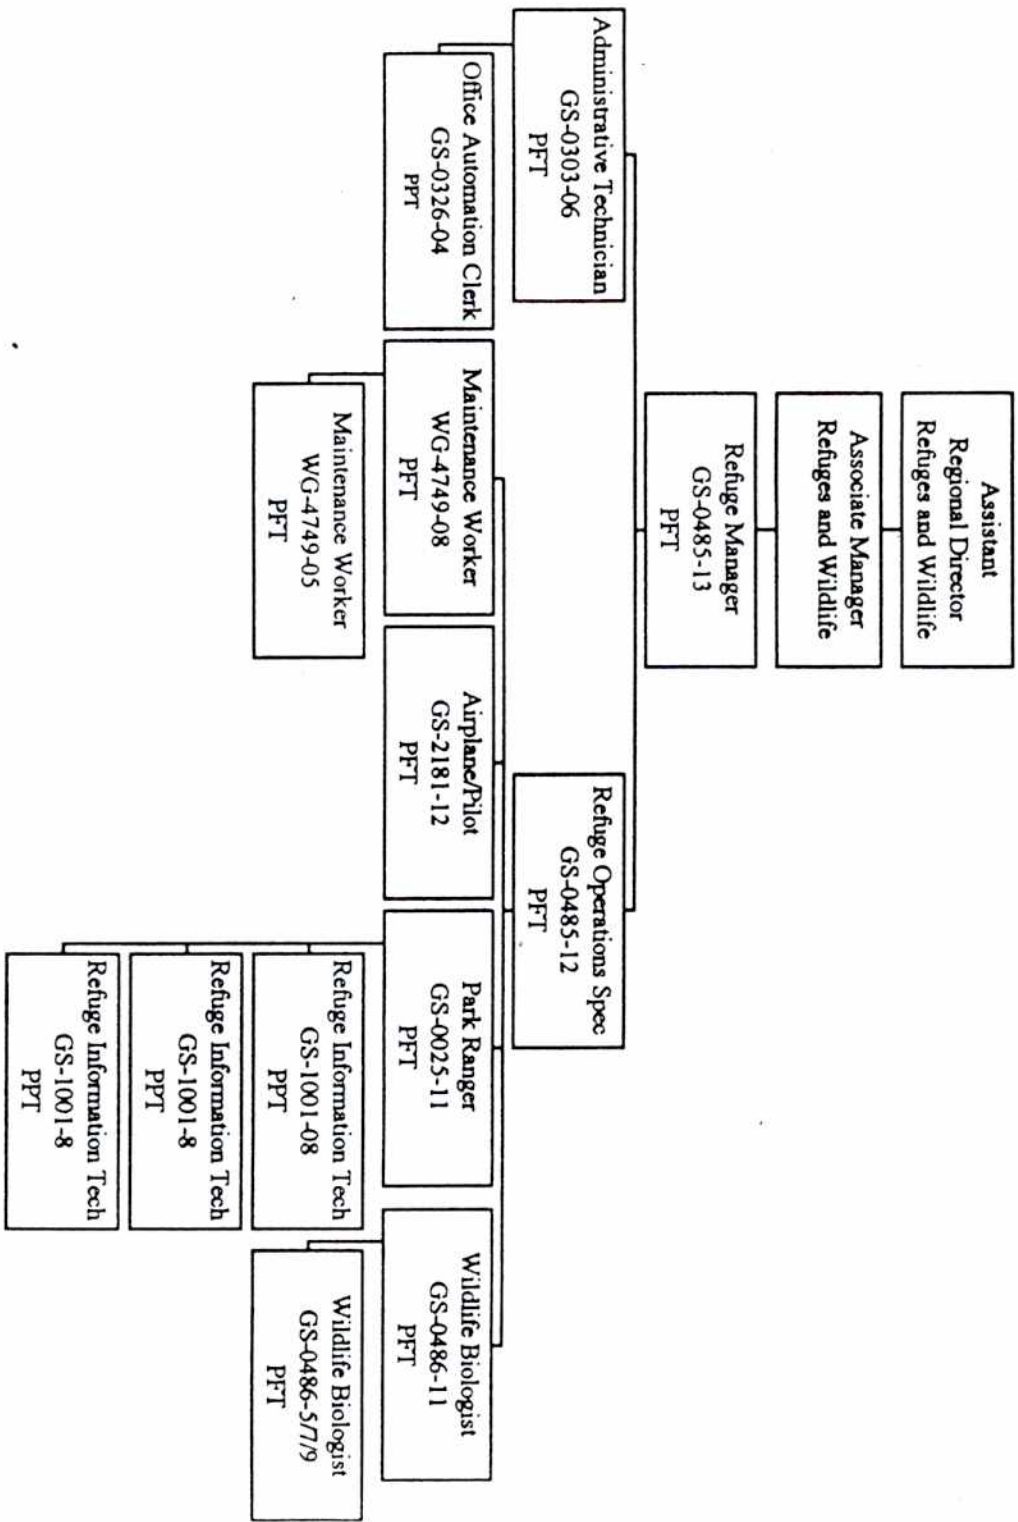 Assistant
Regional Director
Refuges and Wildlife
Associate Manager
Refuges and Wildlife
Refuge Manager
GS-0485-13
PFT
Administrative Technician
GS-0303-06
PFT
Refuge Operations Spec
GS-0485-12
PFT
Office Automation Clerk
GS-0326-04
PPT
Maintenance Worker
WG-4749-08
PFT
Airplane/Pilot
GS-2181-12
PFT
Park Ranger
GS-0025-11
PFT
Wildlife Biologist
GS-0486-11
PFT
Maintenance Worker
WG-4749-05
PFT
Refuge Information Tech
GS-1001-08
PPT
Wildlife Biologist
GS-0486-5/7/9
PFT
Refuge Information Tech
GS-1001-8
PPT
Refuge Information Tech
GS-1001-8
PPT